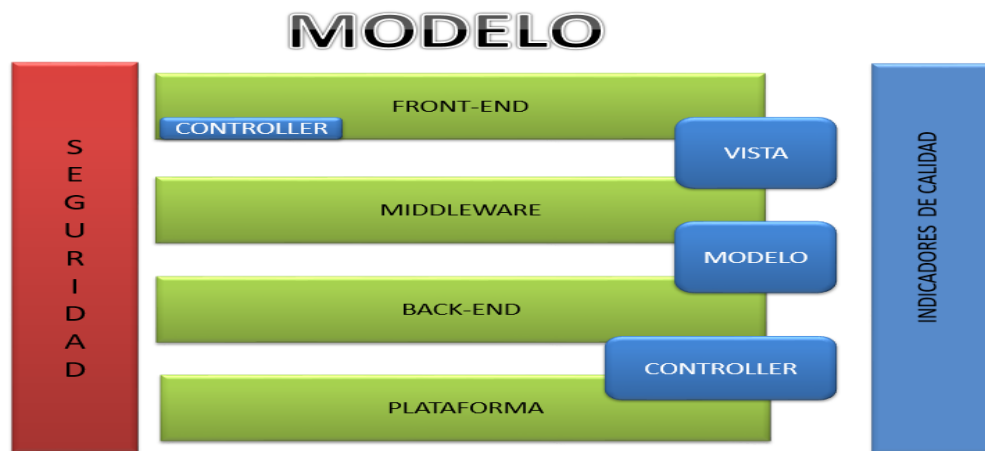 MODELO
SEGURIDAD
FRONT-END
CONTROLLER
VISTA
MIDDLEWARE
MODELO
BACK-END
CONTROLLER
PLATAFORMA
INDICADORES DE CALIDAD